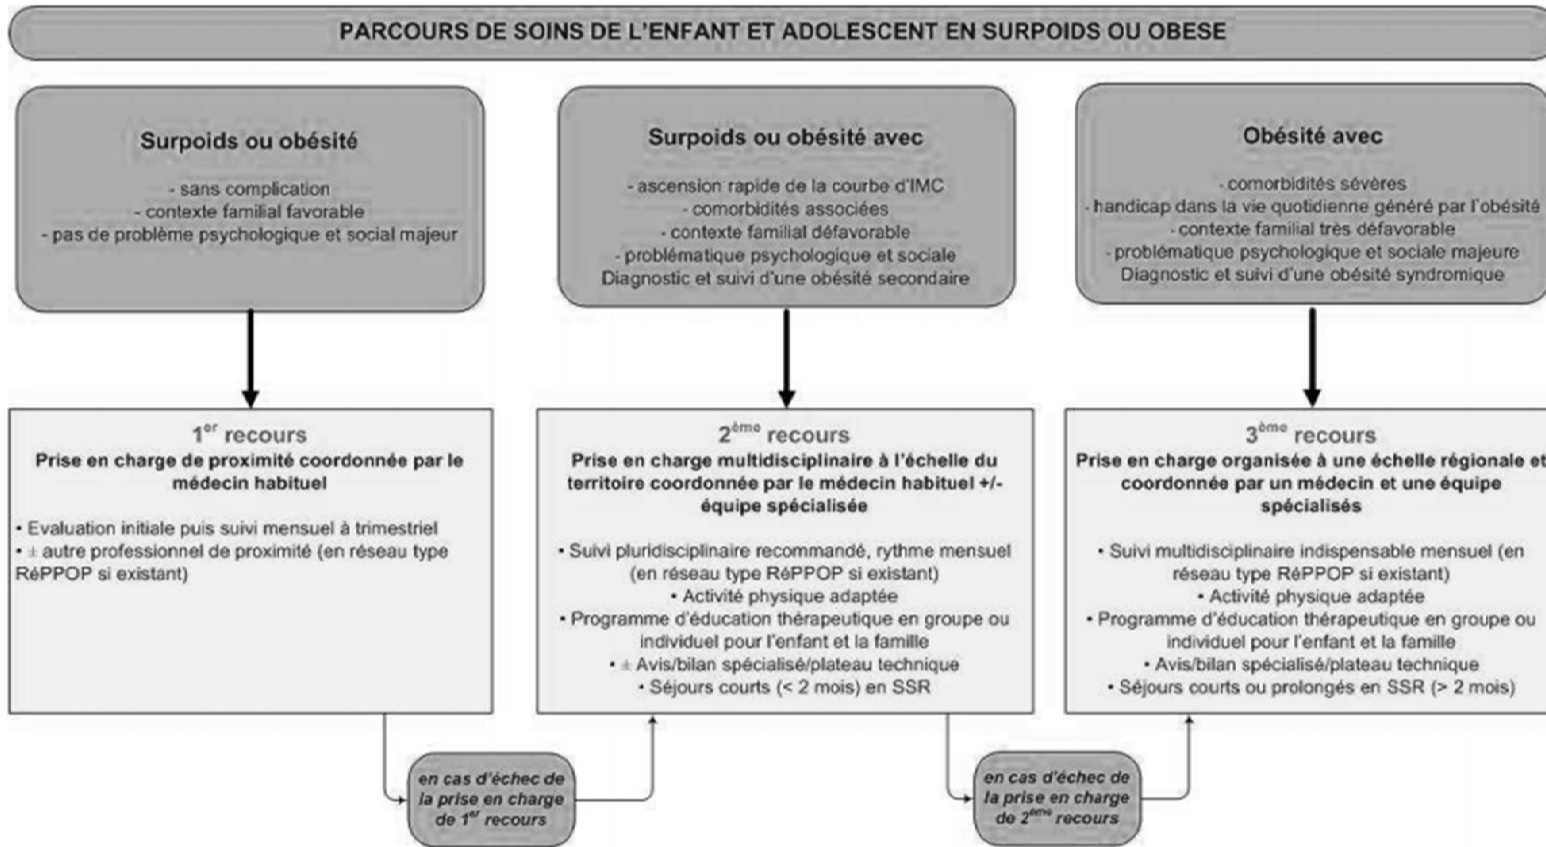 PARCOURS DE SOINS DE L'ENFANT ET ADOLESCENT EN SURPOIDS OU OBESE
Surpoids ou obésité
- sans complication
- contexte familial favorable
- pas de problème psychologique et social majeur
Surpoids ou obésité avec
- ascension rapide de la courbe d'IMC
- comorbidités associées
- contexte familial défavorable
- problématique psychologique et sociale
Diagnostic et suivi d'une obésité secondaire
Obésité avec
- comorbidités sévères
- handicap dans la vie quotidienne généré par l'obésité
- contexte familial très défavorable
- problématique psychologique et sociale majeure
Diagnostic et suivi d'une obésité syndromique
1er recours
Prise en charge de proximité coordonnée par le
médecin habituel
• Evaluation initiale puis suivi mensuel à trimestriel
• ± autre professionnel de proximité (en réseau type
RéPPOP si existant)
2ème recours
Prise en charge multidisciplinaire à l'échelle du
territoire coordonnée par le médecin habituel +/-
équipe spécialisée
• Suivi pluridisciplinaire recommandé, rythme mensuel
(en réseau type RéPPOP si existant)
• Activité physique adaptée
• Programme d'éducation thérapeutique en groupe ou
individuel pour l'enfant et la famille
• ± Avis/bilan spécialisé/plateau technique
• Séjours courts (< 2 mois) en SSR
3ème recours
Prise en charge organisée à une échelle régionale et
coordonnée par un médecin et une équipe
spécialisés
• Suivi multidisciplinaire indispensable mensuel (en
réseau type RéPPOP si existant)
• Activité physique adaptée
• Programme d'éducation thérapeutique en groupe ou
individuel pour l'enfant et la famille
• Avis/bilan spécialisé/plateau technique
• Séjours courts ou prolongés en SSR (> 2 mois)
en cas d'échec de
la prise en charge
de 1er recours
en cas d'échec de
la prise en charge
de 2ème recours